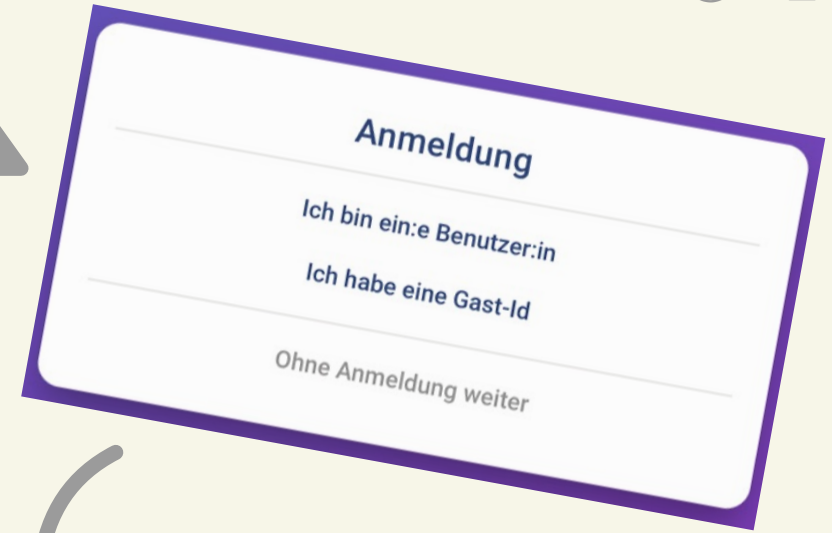 Anmeldung
Ich bin ein:e Benutzer:in
Ich habe eine Gast-Id
Ohne Anmeldung weiter